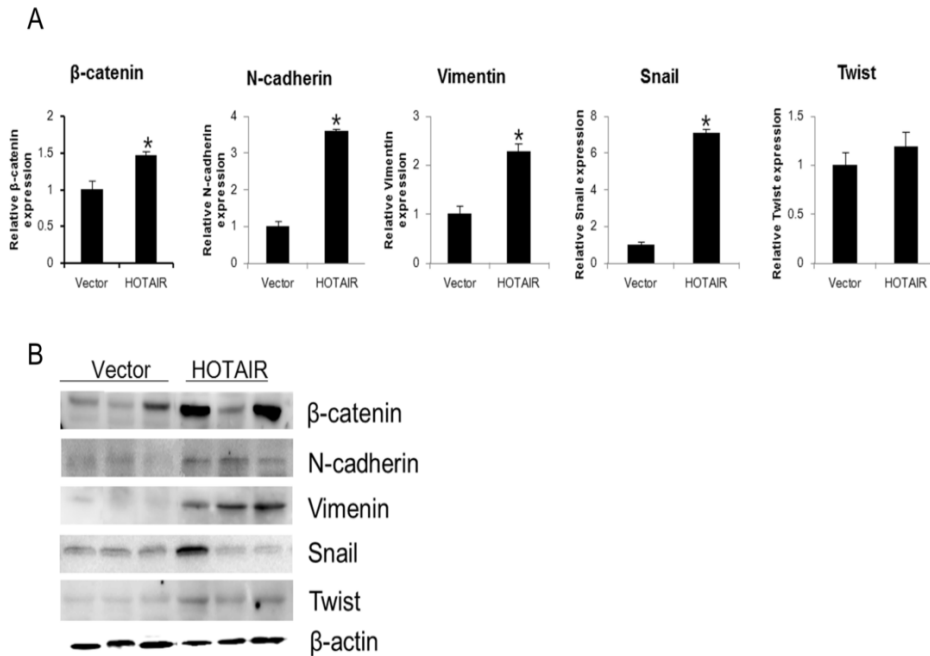 A
β-catenin
N-cadherin
Vimentin
Snail
Twist
Relative β-catenin
expression
2
1.5
1
0.5
0
*
Vector
HOTAIR
Relative N-cadherin
expression
4
3
2
1
0
*
Vector
HOTAIR
Relative Vimentin
expression
3
2
1
0
*
Vector
HOTAIR
Relative Snail expression
8
6
4
2
0
*
Vector
HOTAIR
Relative Twist expression
1.5
1
0.5
0
Vector
HOTAIR
B
Vector HOTAIR
β-catenin
N-cadherin
Vimenin
Snail
Twist
β-actin